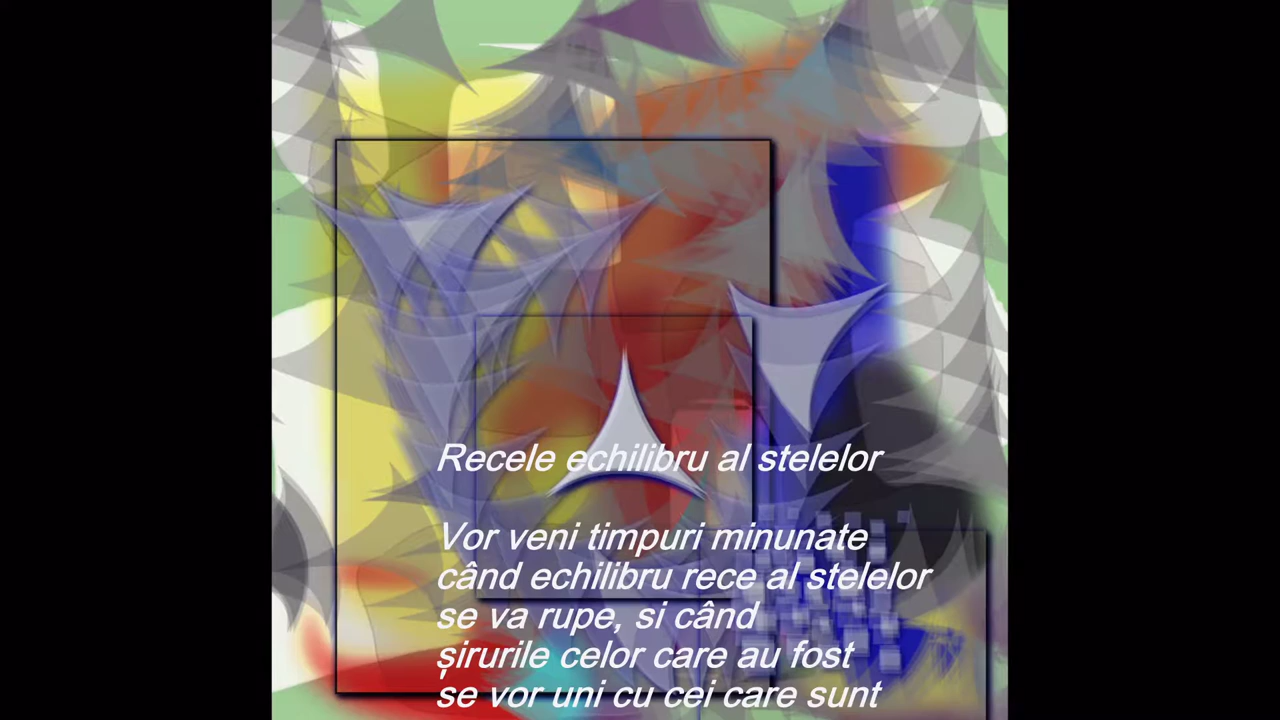 Recele echilibru al stelelor
Vor veni timpuri minunate
când echilibru rece al stelelor
se va rupe, si când
șirurile celor care au fost
se vor uni cu cei care sunt